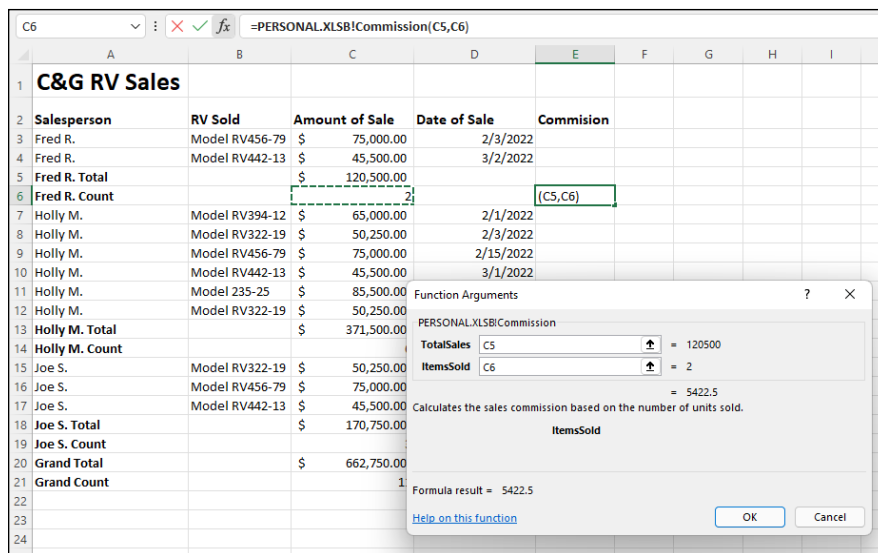 C6 fx =PERSONAL.XLSB!Commission(C5,C6)
A B C D E F G H I
1 C&G RV Sales
2 Salesperson RV Sold Amount of Sale Date of Sale Commision
3 Fred R. Model RV456-79 $ 75,000.00 2/3/2022
4 Fred R. Model RV442-13 $ 45,500.00 3/2/2022
5 Fred R. Total $ 120,500.00
6 Fred R. Count 2 (C5,C6)
7 Holly M. Model RV394-12 $ 65,000.00 2/1/2022
8 Holly M. Model RV322-19 $ 50,250.00 2/3/2022
9 Holly M. Model RV456-79 $ 75,000.00 2/15/2022
10 Holly M. Model RV442-13 $ 45,500.00 3/1/2022
11 Holly M. Model 235-25 $ 85,500.00
12 Holly M. Model RV322-19 $ 50,250.00
13 Holly M. Total $ 371,500.00
14 Holly M. Count
15 Joe S. Model RV322-19 $ 50,250.00
16 Joe S. Model RV456-79 $ 75,000.00
17 Joe S. Model RV442-13 $ 45,500.00
18 Joe S. Total $ 170,750.00
19 Joe S. Count
20 Grand Total $ 662,750.00
21 Grand Count
22
23
24
Function Arguments ?
PERSONAL.XLSB!Commission
TotalSales C5 = 120500
ItemsSold C6 = 2
= 5422.5
Calculates the sales commission based on the number of units sold.
ItemsSold
Formula result = 5422.5
Help on this function OK Cancel